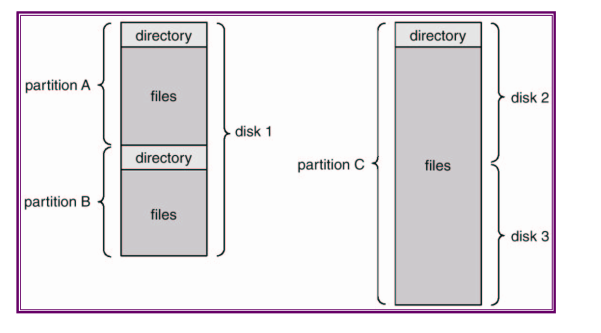 directory
partition A
files
disk 1
directory
partition B
files
directory
disk 2
partition C
files
disk 3